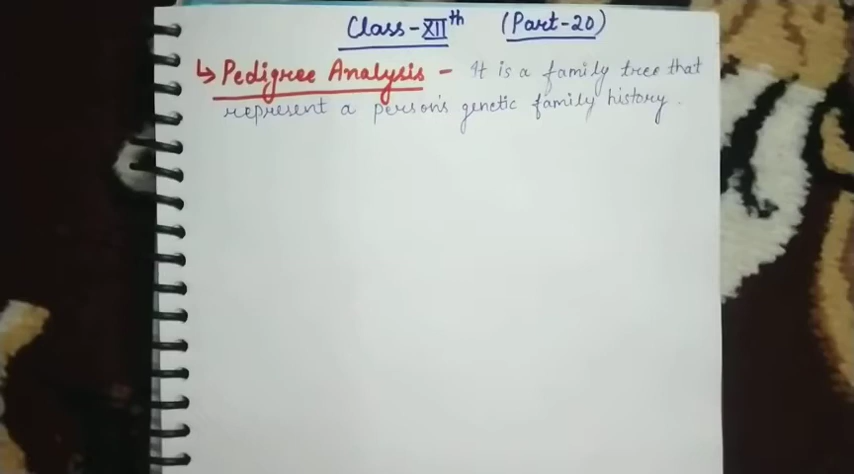 Class-XIIth (Part-20)
↳ Pedigree Analysis - It is a family tree that
represent a person's genetic family history.